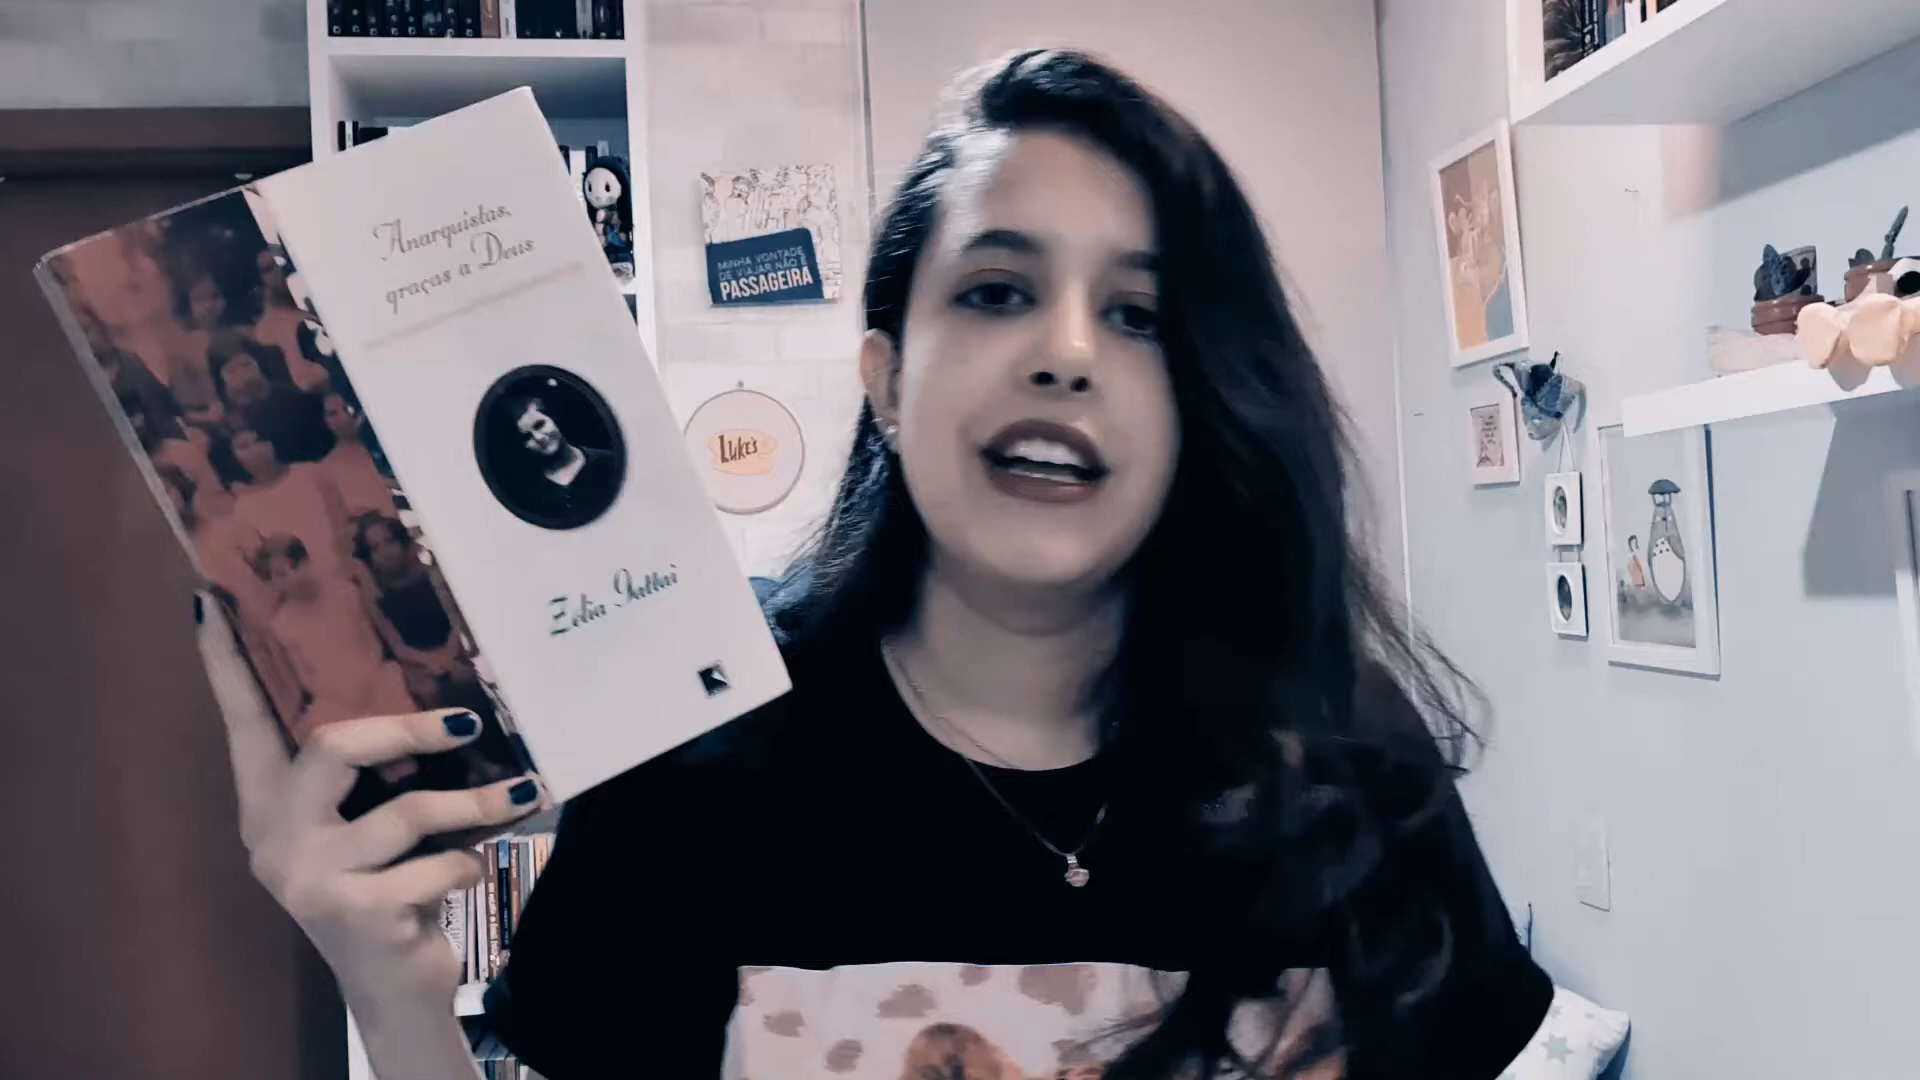 Anarquistas,
graças a Deus
Zélia Gattai
MINHA VONTADE
DE VIAJAR NÃO É
PASSAGEIRA
LUKE'S